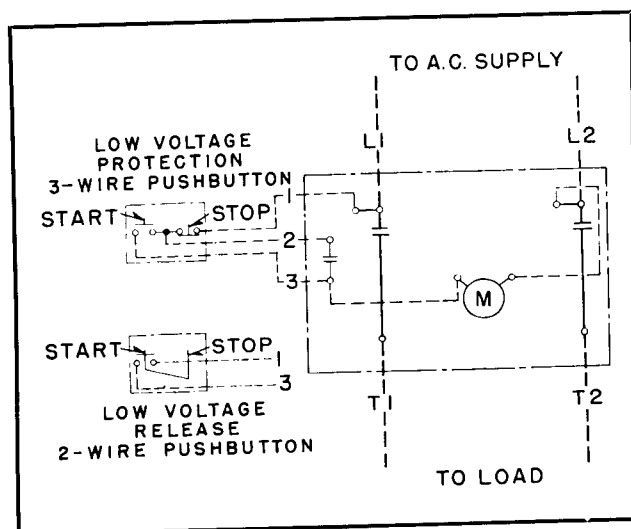 TO A.C. SUPPLY
L1
L2
LOW VOLTAGE
PROTECTION
3-WIRE PUSHBUTTON
START
STOP
1
2
3
M
START
STOP
1
3
LOW VOLTAGE
RELEASE
2-WIRE PUSHBUTTON
T1
T2
TO LOAD